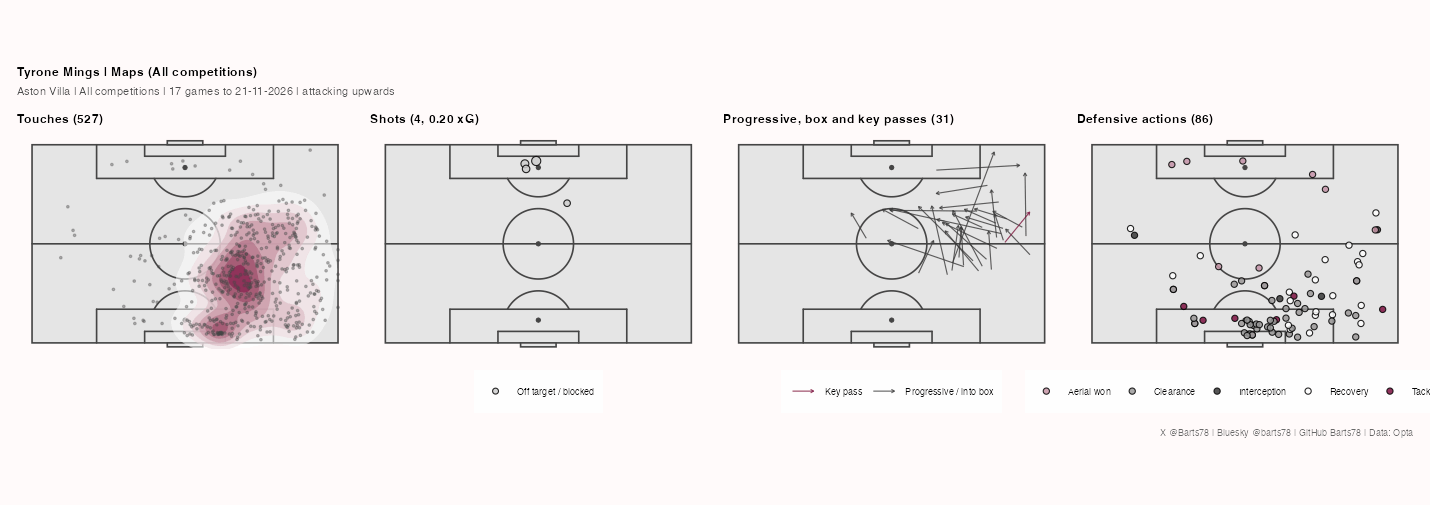 Tyrone Mings | Maps (All competitions)
Aston Villa | All competitions | 17 games to 21-11-2026 | attacking upwards
Touches (527)
Shots (4, 0.20 xG)
Progressive, box and key passes (31)
Defensive actions (86)
Off target / blocked
Key pass
Progressive / into box
Aerial won
Clearance
Interception
Recovery
Tack
X @Barts78 | Bluesky @barts78 | GitHub Barts78 | Data: Opta